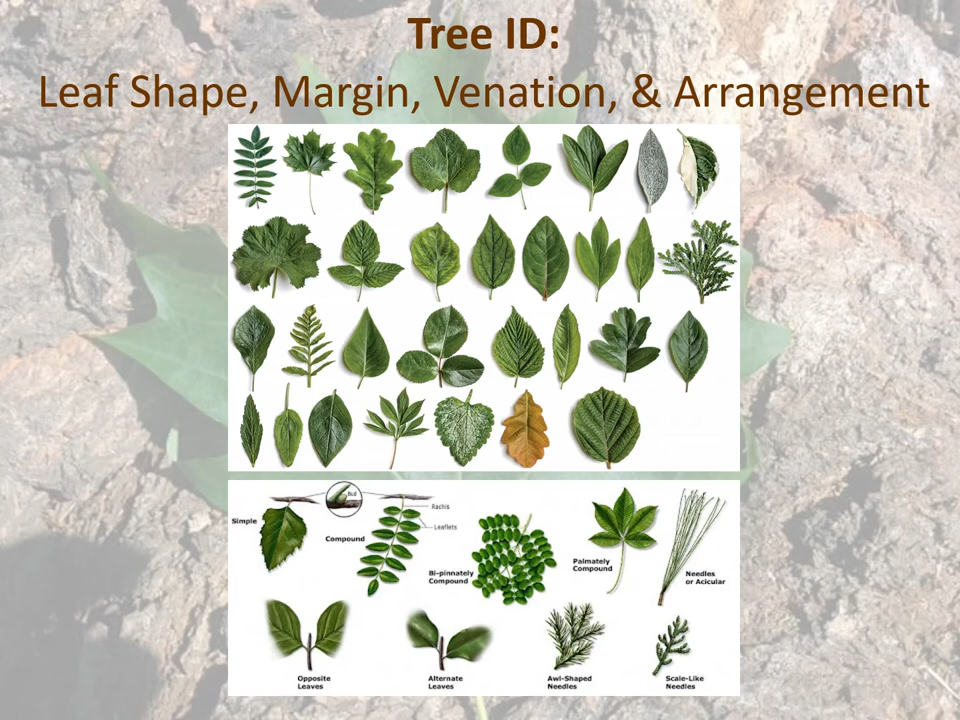 Tree ID:
Leaf Shape, Margin, Venation, & Arrangement
Bud
Rachis
Simple
Leaflets
Compound
Bi-pinnately
Compound
Palmately
Compound
Needles
or Acicular
Opposite
Leaves
Alternate
Leaves
Awl-Shaped
Needles
Scale-Like
Needles